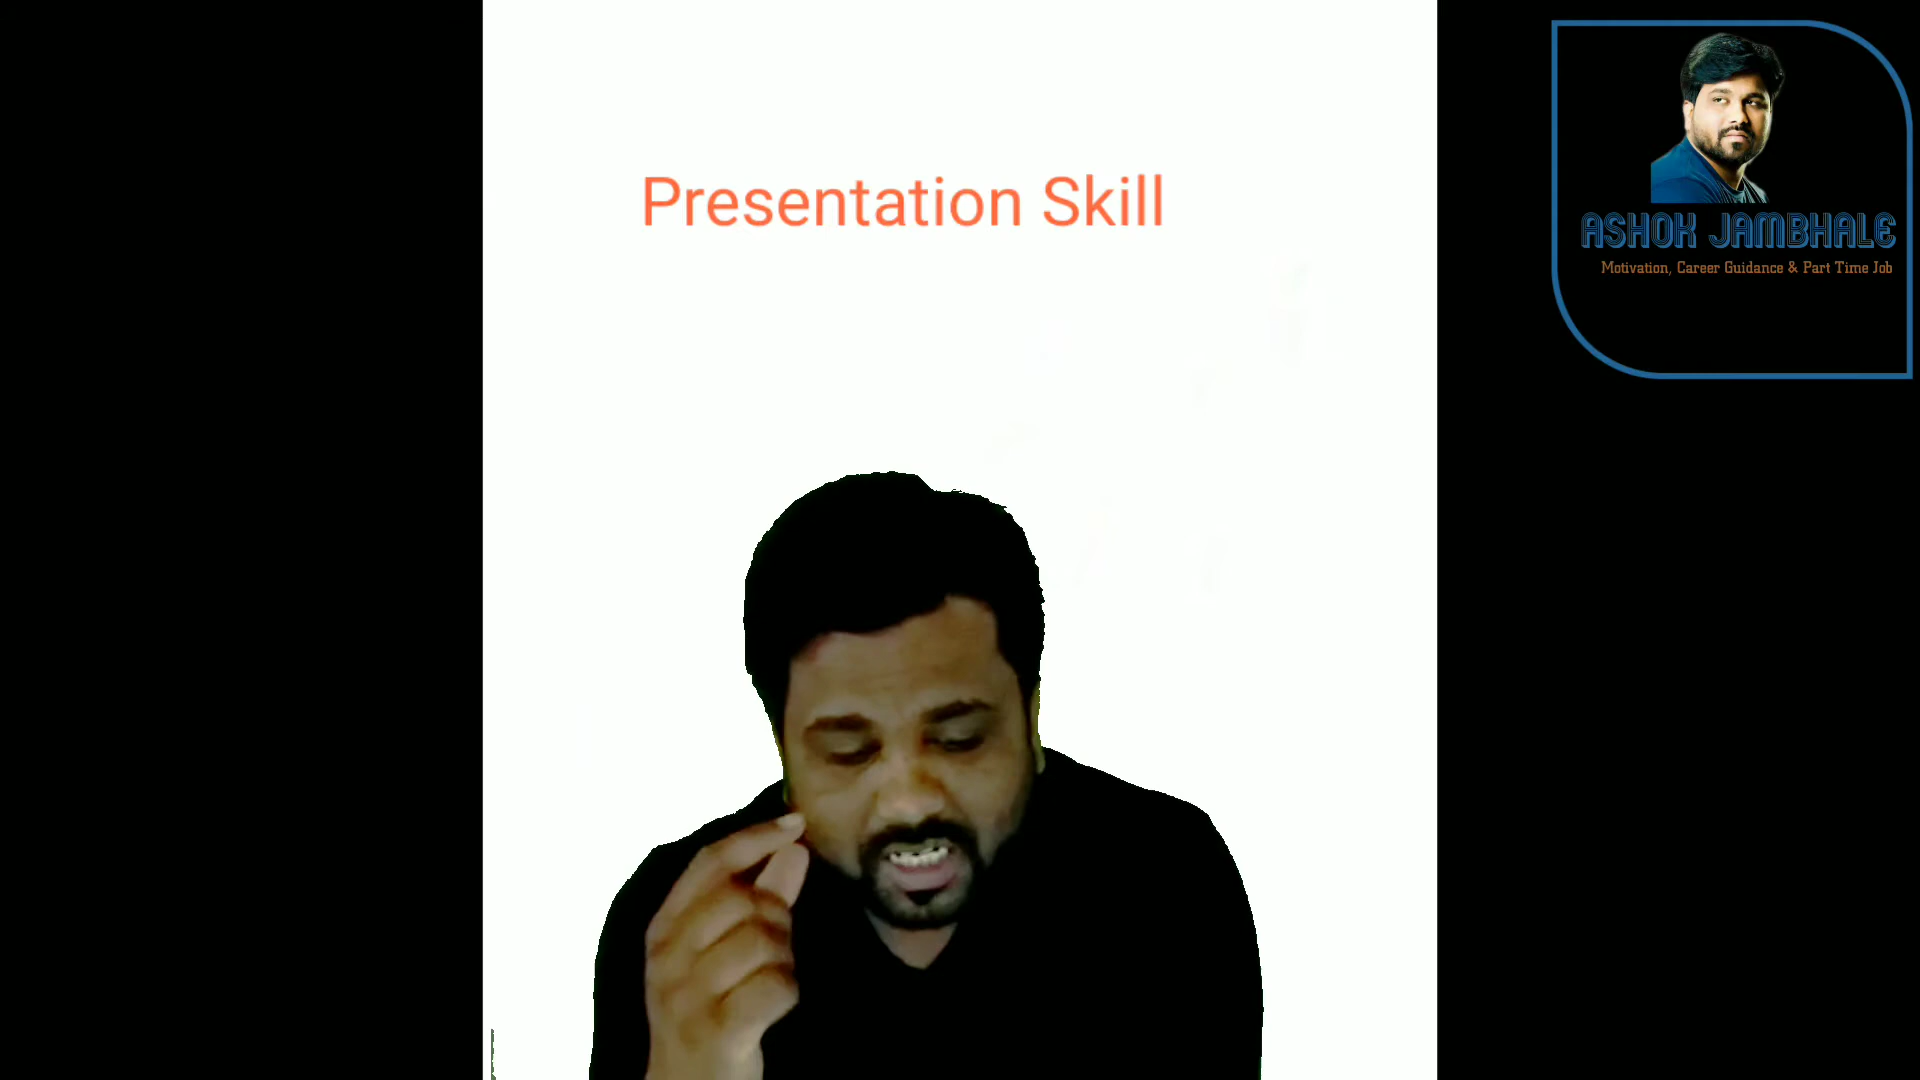 Presentation Skill
ASHOK JAMBHALE
Motivation, Career Guidance & Part Time Job